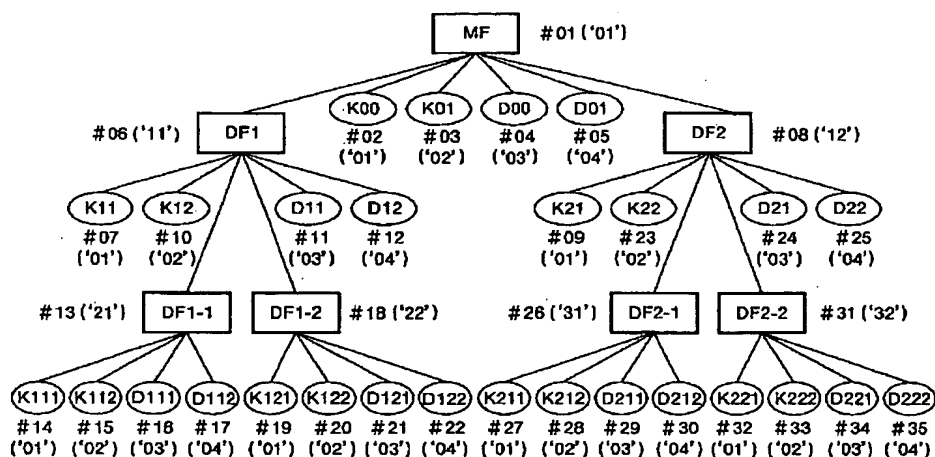 MF #01 ('01')
K00 K01 D00 D01
#06 ('11') DF1 #02 #03 #04 #05 DF2 #08 ('12')
('01') ('02') ('03') ('04')
K11 K12 D11 D12 K21 K22 D21 D22
#07 #10 #11 #12 #09 #23 #24 #25
('01') ('02') ('03') ('04') ('01') ('02') ('03') ('04')
#13 ('21') DF1-1 DF1-2 #18 ('22') #26 ('31') DF2-1 DF2-2 #31 ('32')
K111 K112 D111 D112 K121 K122 D121 D122 K211 K212 D211 D212 K221 K222 D221 D222
#14 #15 #16 #17 #19 #20 #21 #22 #27 #28 #29 #30 #32 #33 #34 #35
('01') ('02') ('03') ('04') ('01') ('02') ('03') ('04') ('01') ('02') ('03') ('04') ('01') ('02') ('03') ('04')